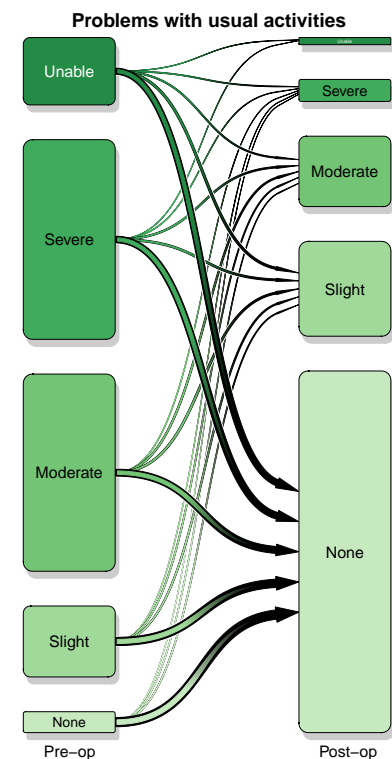 Problems with usual activities
Unable
Unable
Severe
Moderate
Severe
Slight
Moderate
None
Slight
None
Pre−op
Post−op